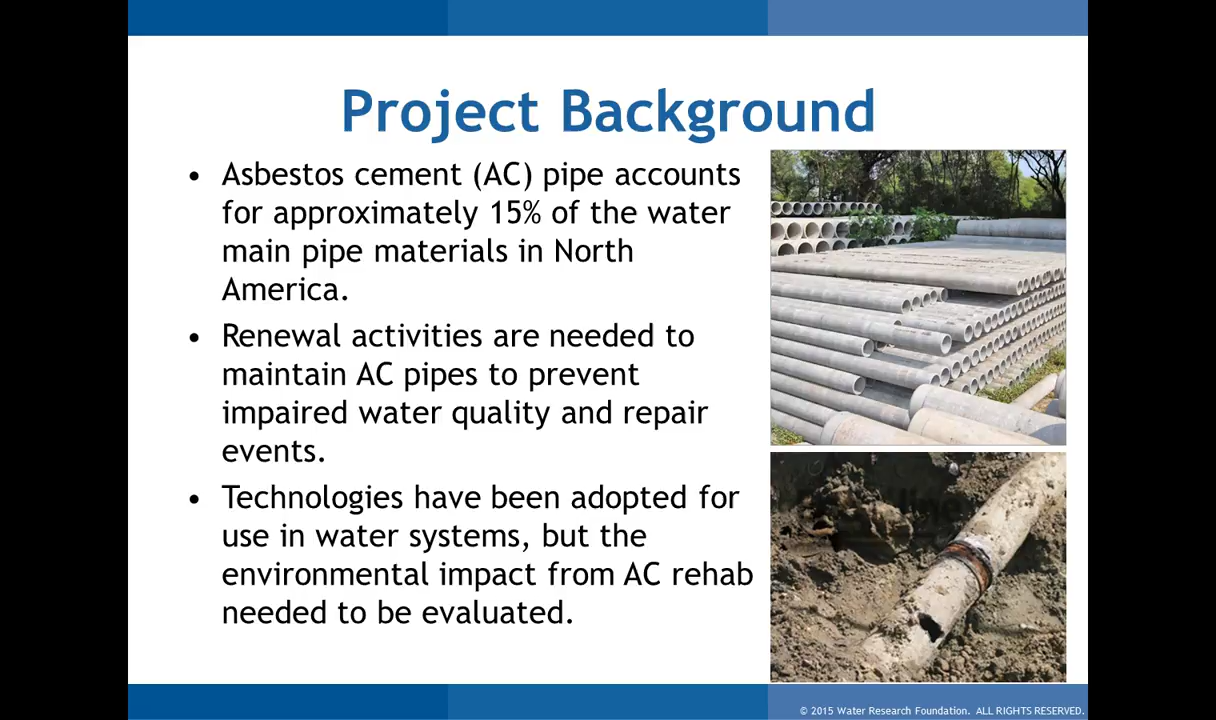 Project Background
• Asbestos cement (AC) pipe accounts
for approximately 15% of the water
main pipe materials in North
America.
• Renewal activities are needed to
maintain AC pipes to prevent
impaired water quality and repair
events.
• Technologies have been adopted for
use in water systems, but the
environmental impact from AC rehab
needed to be evaluated.
© 2015 Water Research Foundation. ALL RIGHTS RESERVED.